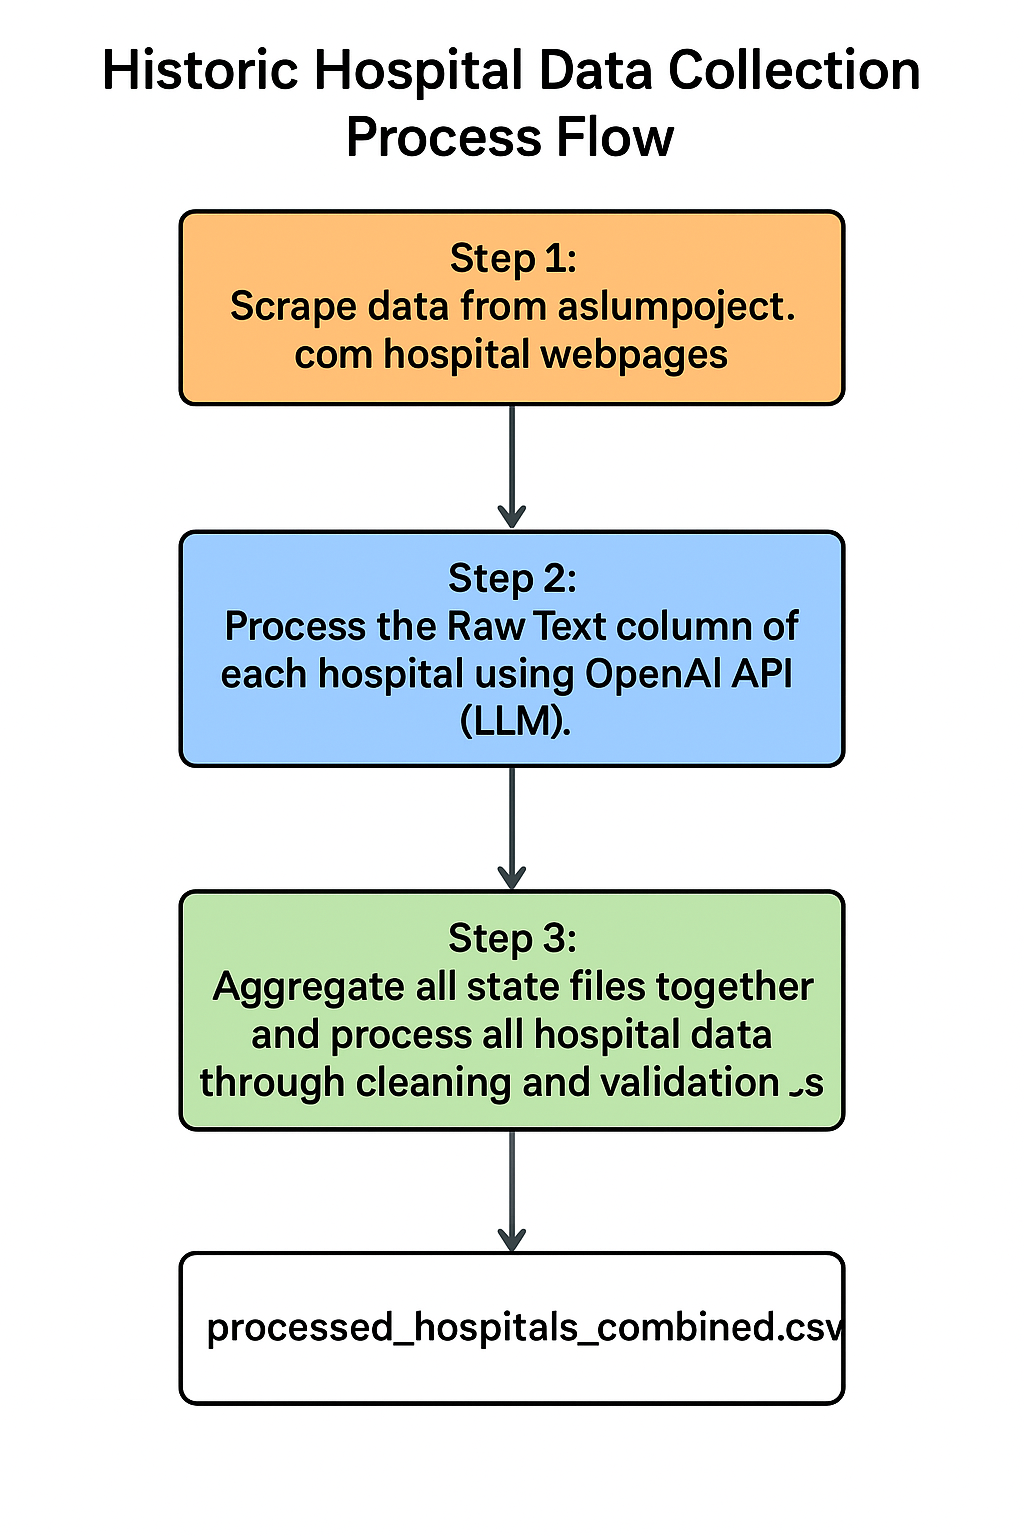 Historic Hospital Data Collection
Process Flow
Step 1:
Scrape data from aslumpoject.
com hospital webpages
Step 2:
Process the Raw Text column of
each hospital using OpenAI API
(LLM).
Step 3:
Aggregate all state files together
and process all hospital data
through cleaning and validation
processed_hospitals_combined.csv